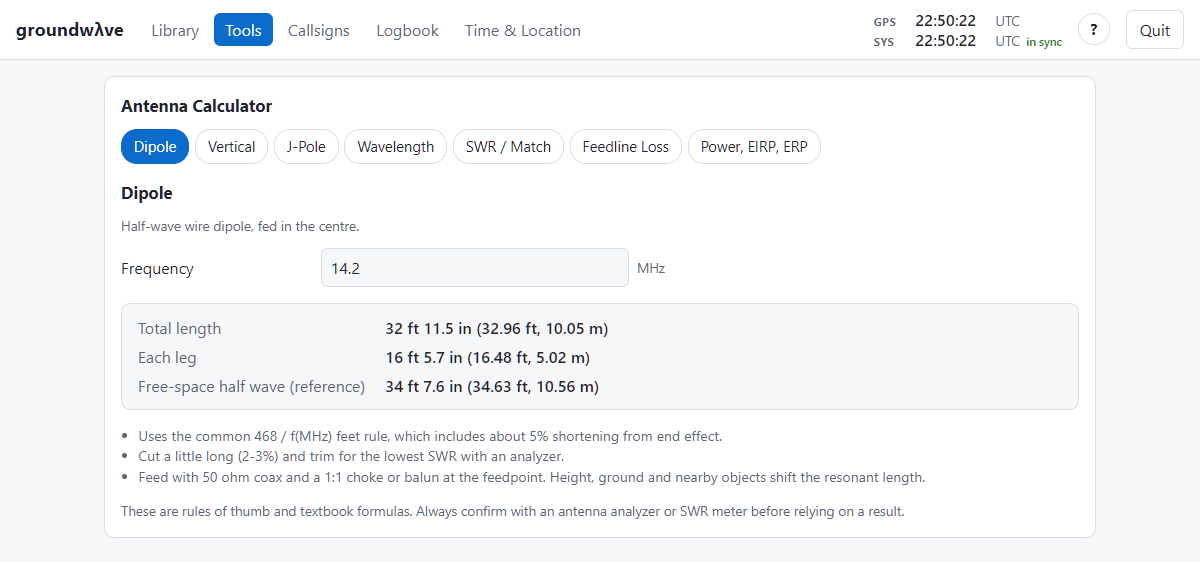 groundwλve Library Tools Callsigns Logbook Time & Location GPS 22:50:22 UTC ? Quit
SYS 22:50:22 UTC in sync
Antenna Calculator
Dipole Vertical J-Pole Wavelength SWR / Match Feedline Loss Power, EIRP, ERP
Dipole
Half-wave wire dipole, fed in the centre.
Frequency 14.2 MHz
Total length 32 ft 11.5 in (32.96 ft, 10.05 m)
Each leg 16 ft 5.7 in (16.48 ft, 5.02 m)
Free-space half wave (reference) 34 ft 7.6 in (34.63 ft, 10.56 m)
• Uses the common 468 / f(MHz) feet rule, which includes about 5% shortening from end effect.
• Cut a little long (2-3%) and trim for the lowest SWR with an analyzer.
• Feed with 50 ohm coax and a 1:1 choke or balun at the feedpoint. Height, ground and nearby objects shift the resonant length.
These are rules of thumb and textbook formulas. Always confirm with an antenna analyzer or SWR meter before relying on a result.